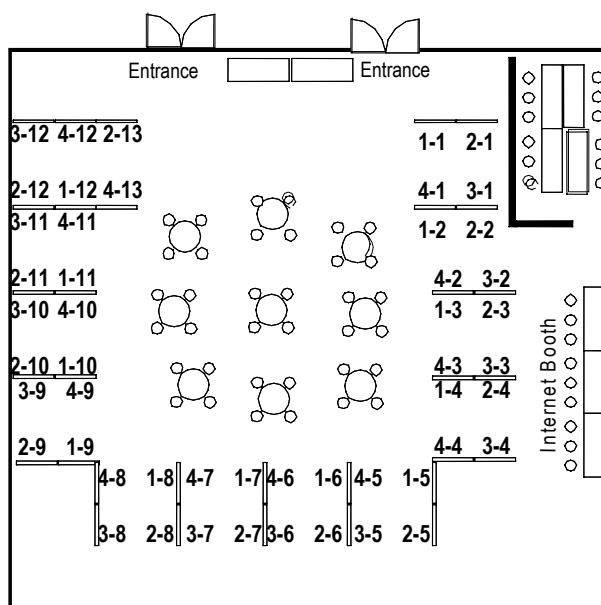 Entrance Entrance
3-12 4-12 2-13
1-1 2-1
2-12 1-12 4-13
4-1 3-1
3-11 4-11
1-2 2-2
2-11 1-11
4-2 3-2
3-10 4-10
1-3 2-3
2-10 1-10
4-3 3-3
3-9 4-9
1-4 2-4
Internet Booth
2-9 1-9
4-4 3-4
4-8 1-8 4-7 1-7 4-6 1-6 4-5 1-5
3-8 2-8 3-7 2-7 3-6 2-6 3-5 2-5